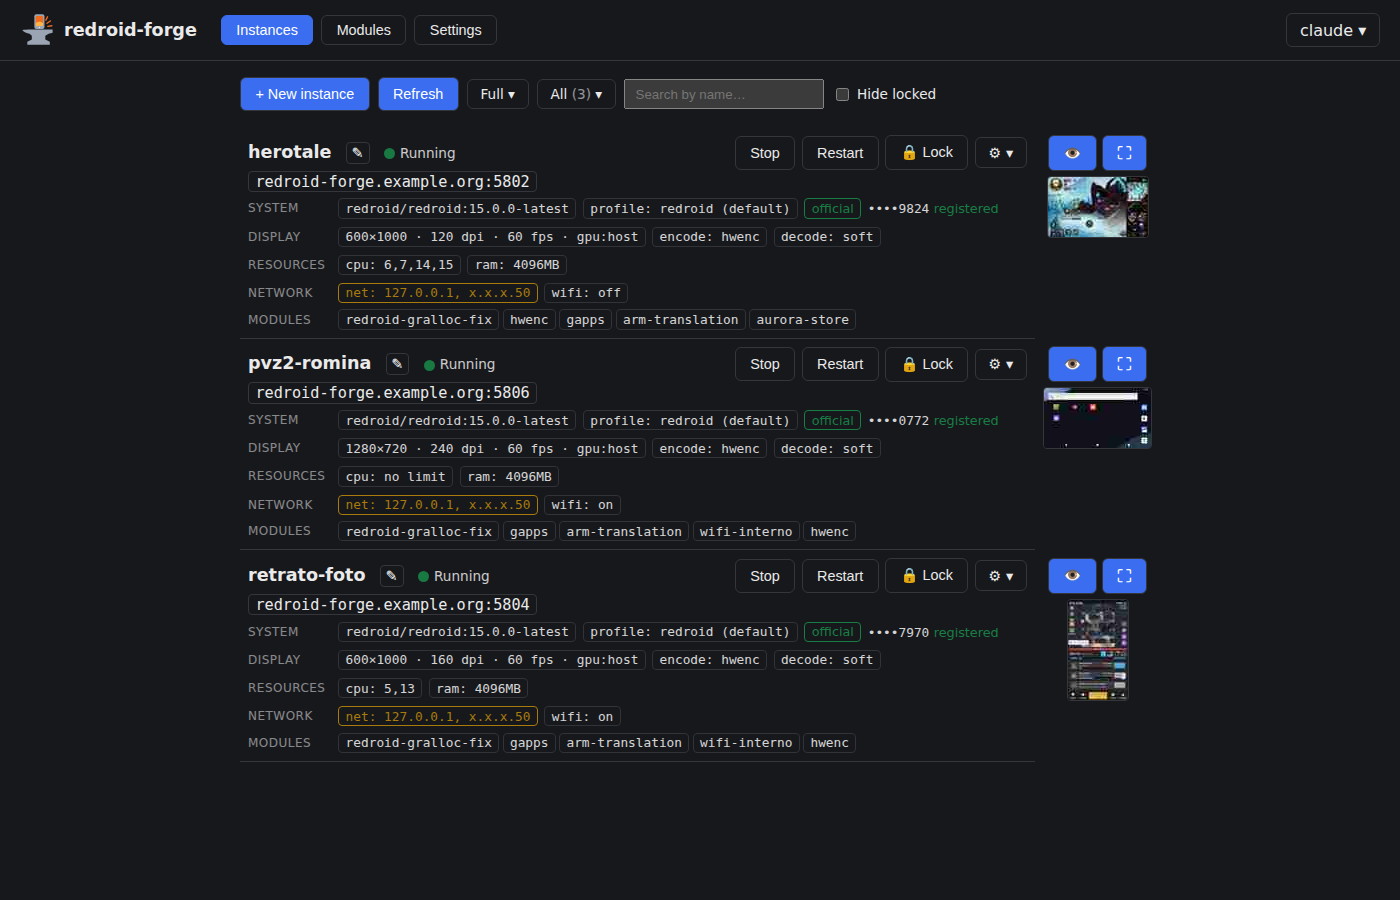 redroid-forge Instances Modules Settings claude ▾
+ New instance Refresh Full ▾ All (3) ▾ Search by name… Hide locked
herotale ✎ Running Stop Restart 🔒 Lock ⚙ ▾
redroid-forge.example.org:5802
SYSTEM redroid/redroid:15.0.0-latest profile: redroid (default) official ••••9824 registered
DISPLAY 600×1000 · 120 dpi · 60 fps · gpu:host encode: hwenc decode: soft
RESOURCES cpu: 6,7,14,15 ram: 4096MB
NETWORK net: 127.0.0.1, x.x.x.50 wifi: off
MODULES redroid-gralloc-fix hwenc gapps arm-translation aurora-store
pvz2-romina ✎ Running Stop Restart 🔒 Lock ⚙ ▾
redroid-forge.example.org:5806
SYSTEM redroid/redroid:15.0.0-latest profile: redroid (default) official ••••0772 registered
DISPLAY 1280×720 · 240 dpi · 60 fps · gpu:host encode: hwenc decode: soft
RESOURCES cpu: no limit ram: 4096MB
NETWORK net: 127.0.0.1, x.x.x.50 wifi: on
MODULES redroid-gralloc-fix gapps arm-translation wifi-interno hwenc
retrato-foto ✎ Running Stop Restart 🔒 Lock ⚙ ▾
redroid-forge.example.org:5804
SYSTEM redroid/redroid:15.0.0-latest profile: redroid (default) official ••••7970 registered
DISPLAY 600×1000 · 160 dpi · 60 fps · gpu:host encode: hwenc decode: soft
RESOURCES cpu: 5,13 ram: 4096MB
NETWORK net: 127.0.0.1, x.x.x.50 wifi: on
MODULES redroid-gralloc-fix gapps arm-translation wifi-interno hwenc